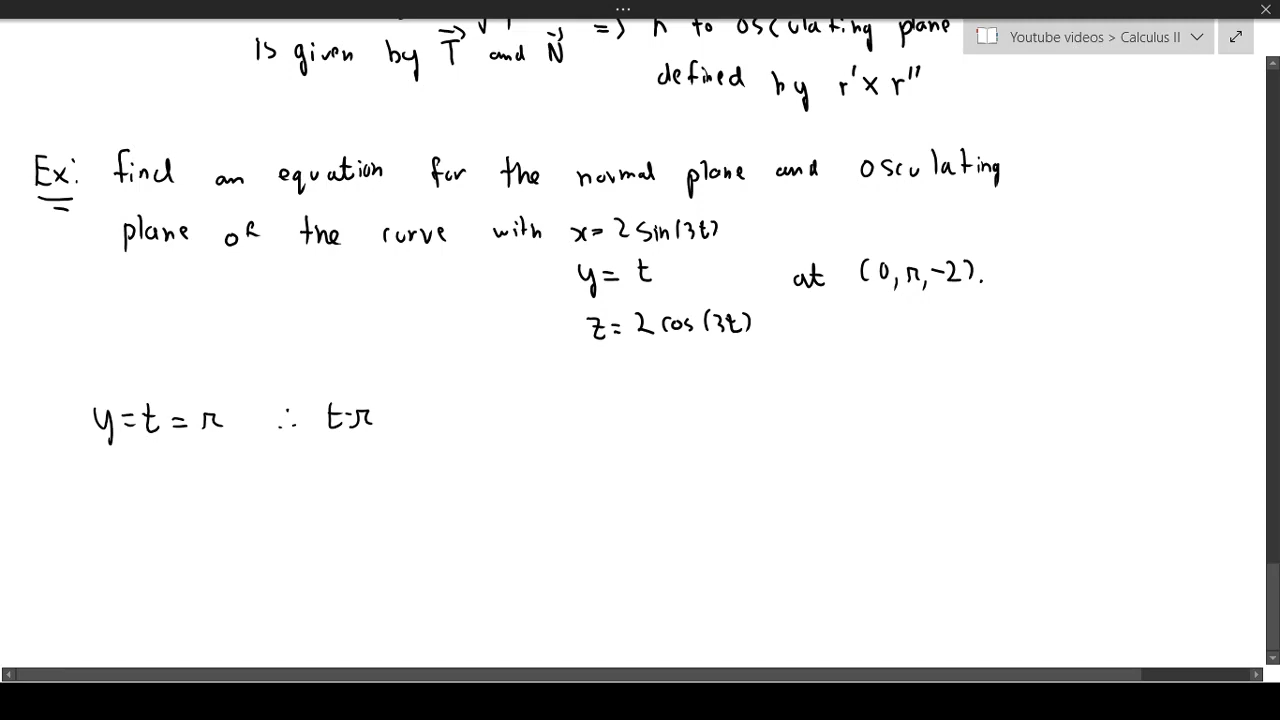 Youtube videos > Calculus II
is given by T⃗ and N⃗ => n to osculating plane
defined by r' x r''
Ex: find an equation for the normal plane and osculating
plane of the curve with x = 2 sin(3t)
y = t at (0, π, -2).
z = 2 cos(3t)
y = t = π ∴ t = π